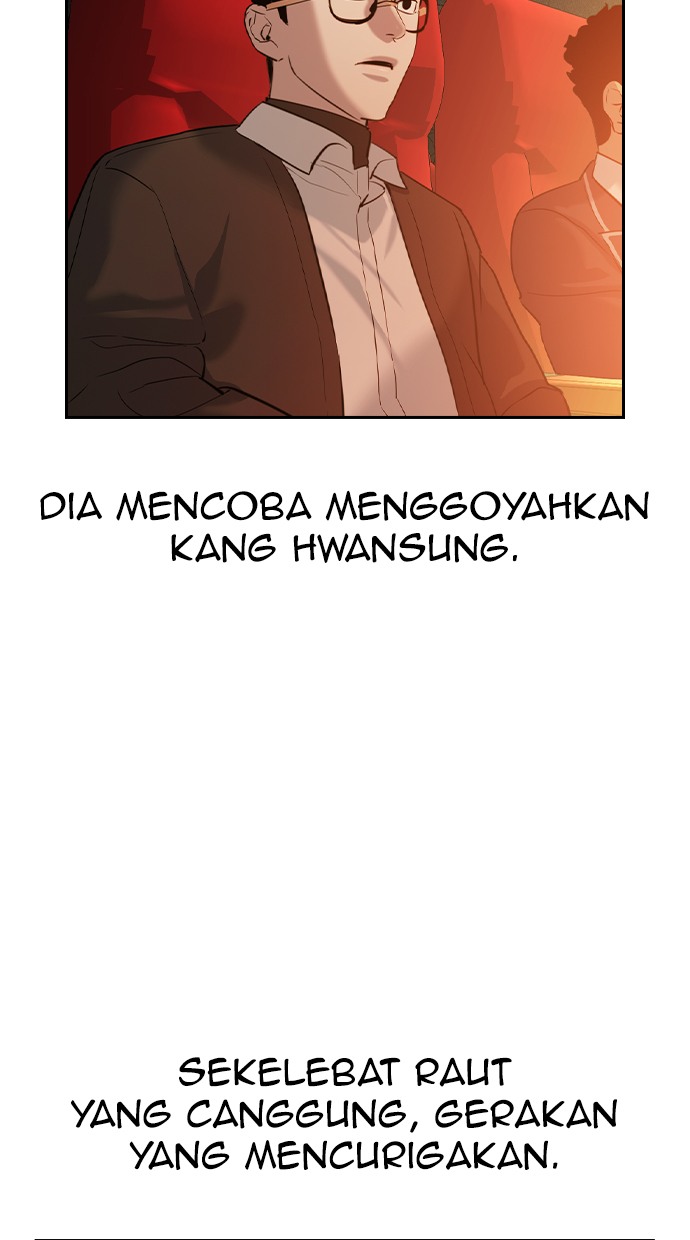 DIA MENCOBA MENGGOYAHKAN
KANG HWANSUNG.
SEKELEBAT RAUT
YANG CANGGUNG, GERAKAN
YANG MENCURIGAKAN.